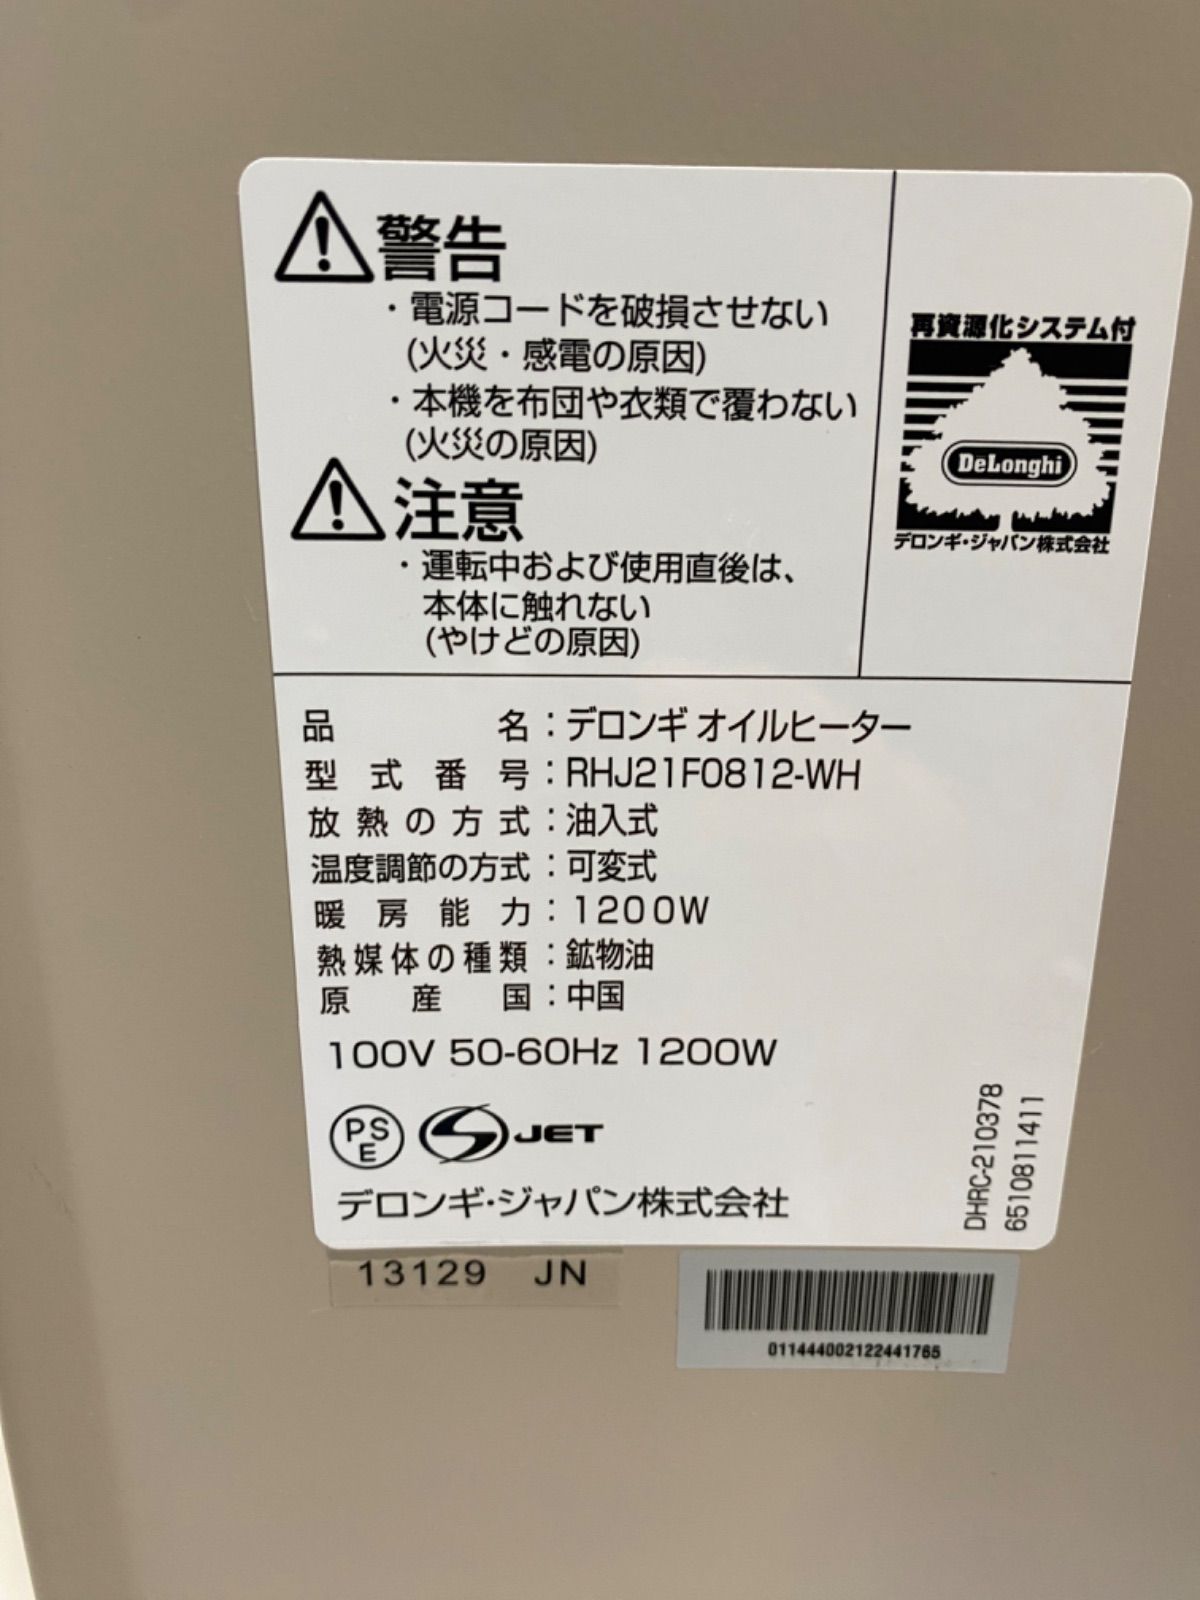 警告
・電源コードを破損させない
(火災・感電の原因)
・本機を布団や衣類で覆わない
(火災の原因)
注意
・運転中および使用直後は、
本体に触れない
(やけどの原因)
再資源化システム付
DeLonghi
デロンギ・ジャパン株式会社
品名：デロンギ オイルヒーター
型式番号：RHJ21F0812-WH
放熱の方式：油入式
温度調節の方式：可変式
暖房能力：1200W
熱媒体の種類：鉱物油
原産国：中国
100V 50-60Hz 1200W
PSE JET
デロンギ・ジャパン株式会社
DHRC-210378
6510811411
13129 JN
011444002122441765